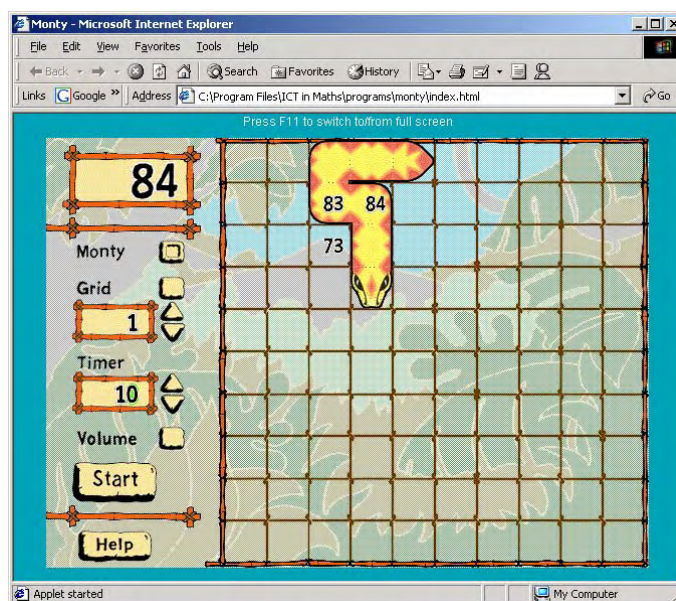 Monty - Microsoft Internet Explorer
File Edit View Favorites Tools Help
Back Search Favorites History
Links Google » Address C:\Program Files\ICT in Maths\programs\monty\index.html Go
Press F11 to switch to/from full screen
84
83 84
Monty
73
Grid
1
Timer
10
Volume
Start
Help
Applet started My Computer